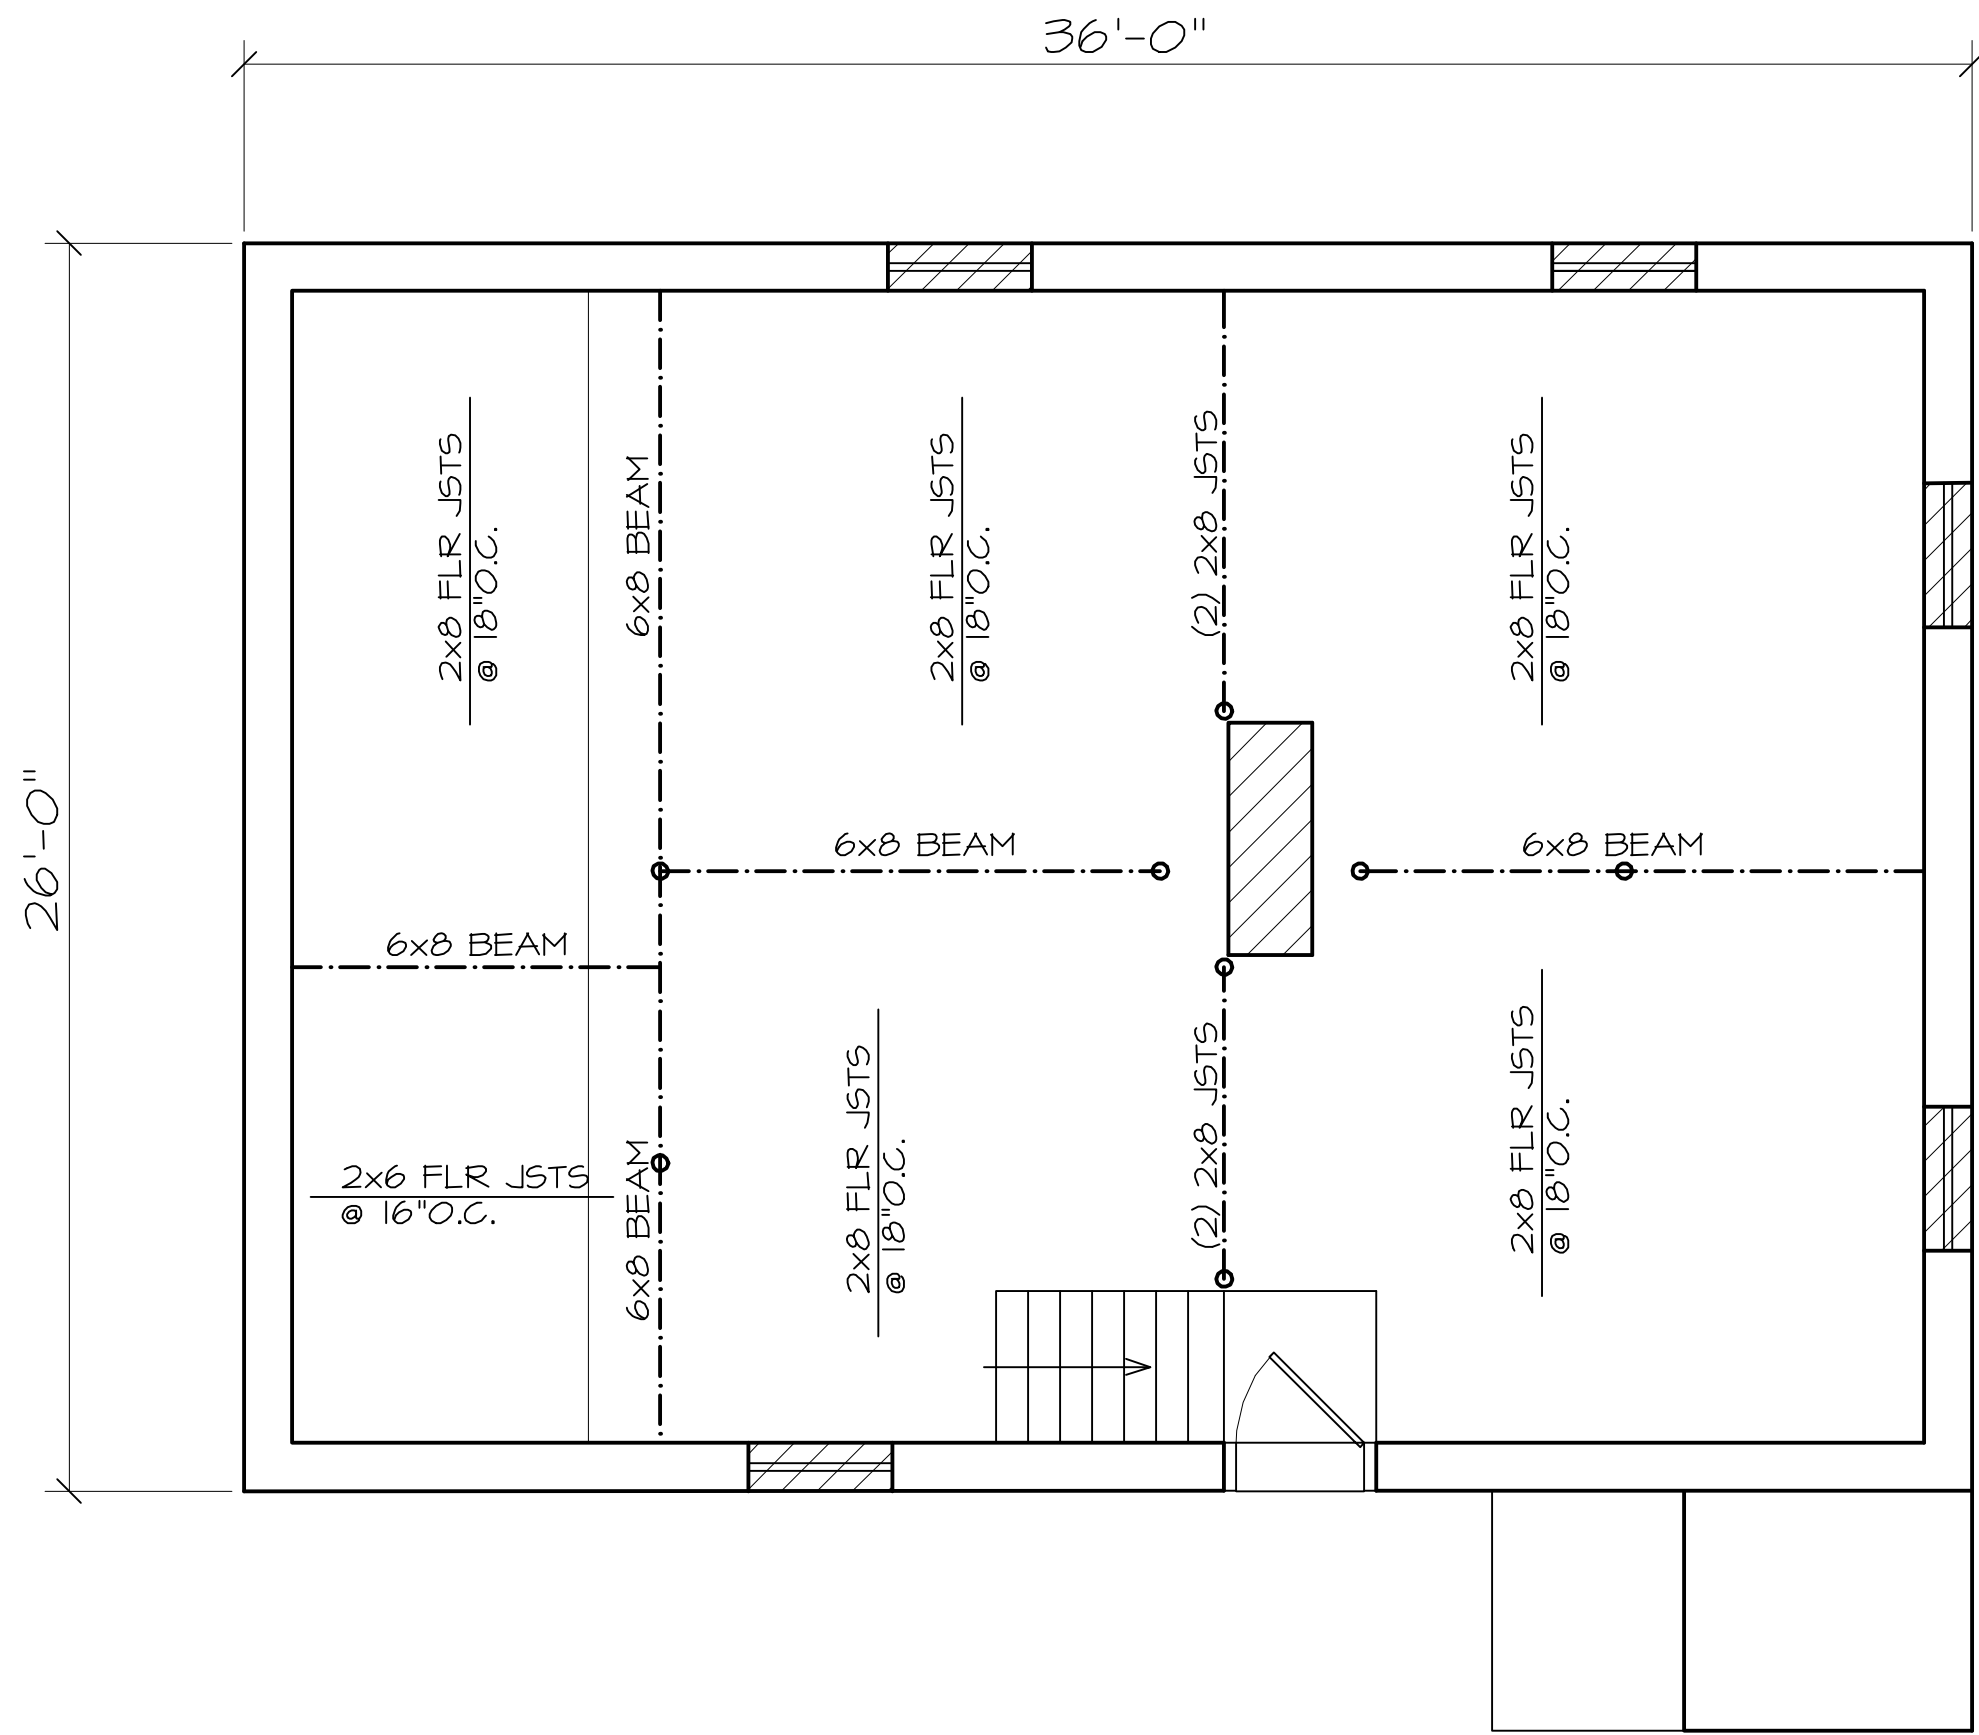 36'-0"
26'-0"
2x8 FLR JSTS
@ 18"O.C.
6x8 BEAM
2x8 FLR JSTS
@ 18"O.C.
(2) 2x8 JSTS
2x8 FLR JSTS
@ 18"O.C.
6x8 BEAM
6x8 BEAM
6x8 BEAM
2x6 FLR JSTS
@ 16"O.C.
6x8 BEAM
2x8 FLR JSTS
@ 18"O.C.
(2) 2x8 JSTS
2x8 FLR JSTS
@ 18"O.C.